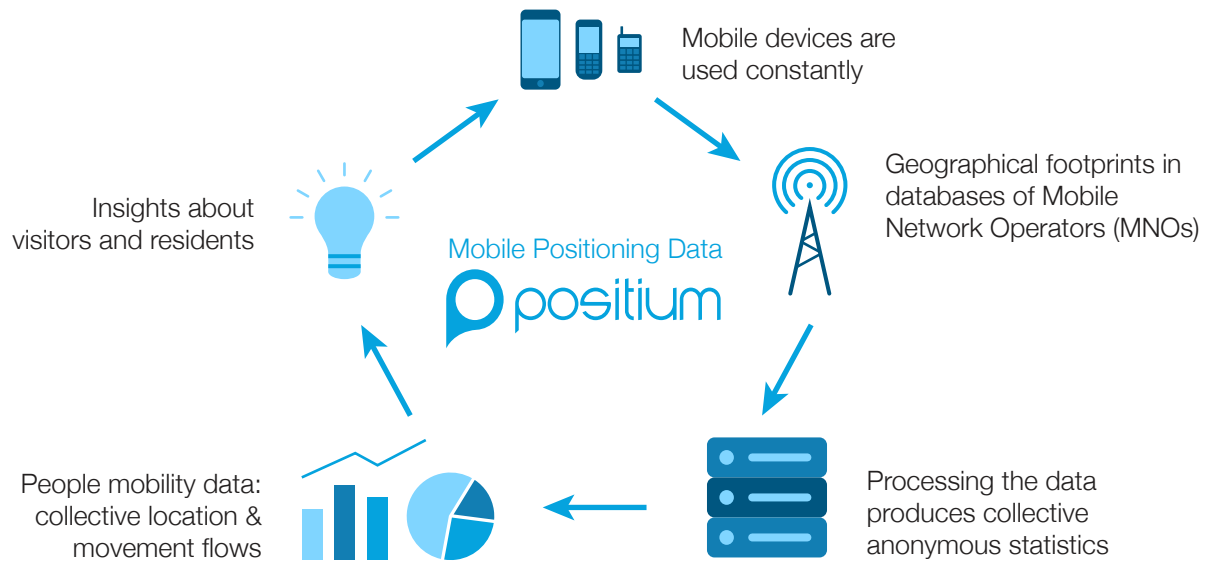 Mobile devices are
used constantly
Geographical footprints in
databases of Mobile
Network Operators (MNOs)
Insights about
visitors and residents
Mobile Positioning Data
positium
People mobility data:
collective location &
movement flows
Processing the data
produces collective
anonymous statistics